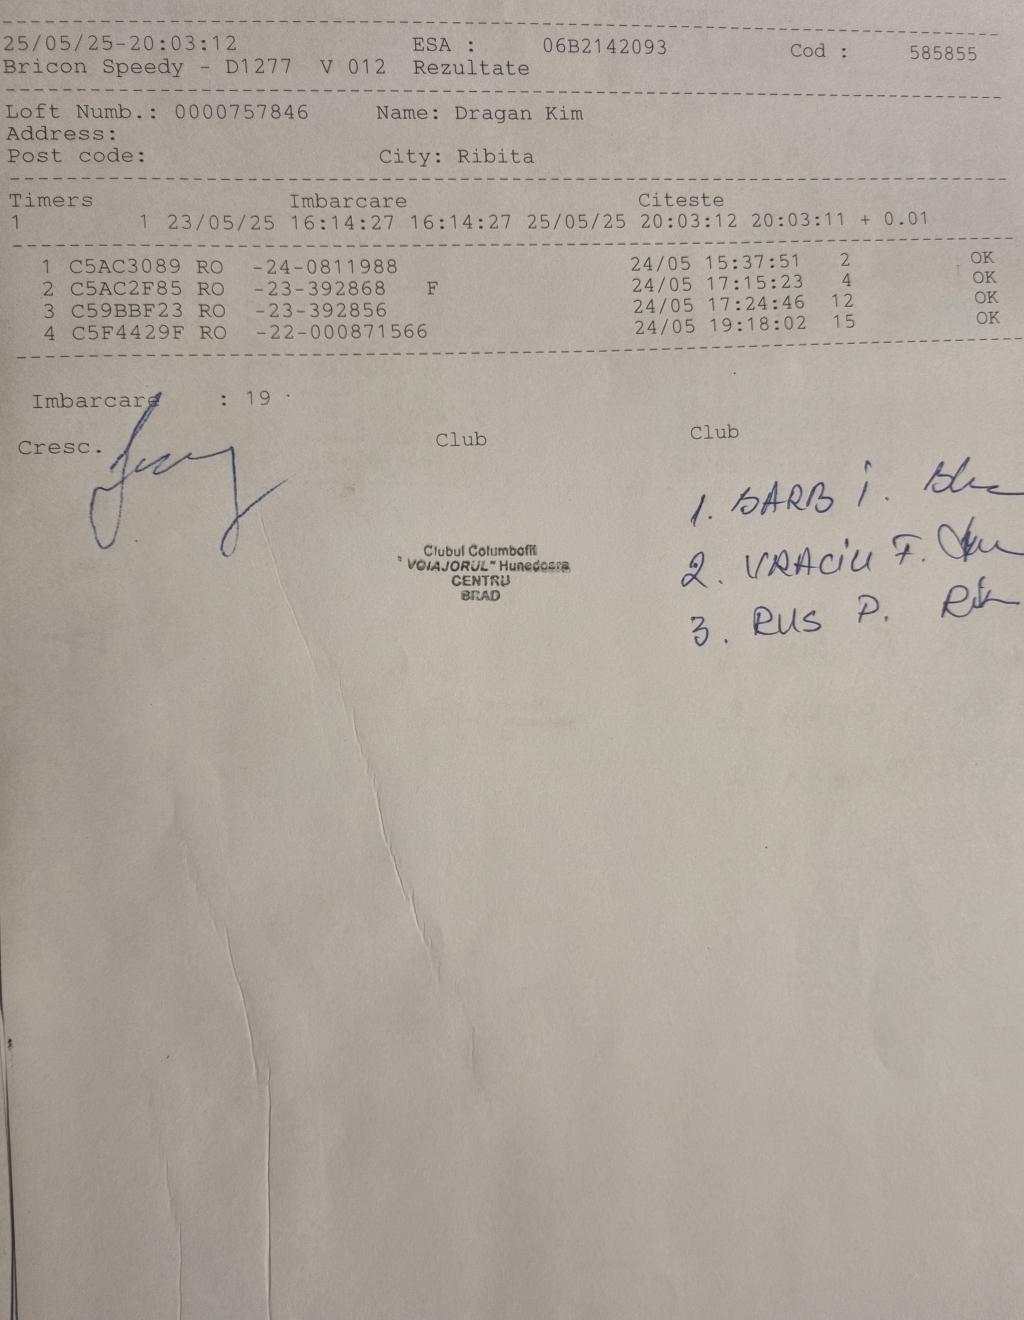 25/05/25-20:03:12 ESA : 06B2142093 Cod : 585855
Bricon Speedy - D1277 V 012 Rezultate
Loft Numb.: 0000757846 Name: Dragan Kim
Address:
Post code: City: Ribita
Timers Imbarcare Citeste
1 1 23/05/25 16:14:27 16:14:27 25/05/25 20:03:12 20:03:11 + 0.01
1 C5AC3089 RO -24-0811988 24/05 15:37:51 2 OK
2 C5AC2F85 RO -23-392868 F 24/05 17:15:23 4 OK
3 C59BBF23 RO -23-392856 24/05 17:24:46 12 OK
4 C5F4429F RO -22-000871566 24/05 19:18:02 15 OK
Imbarcare : 19
Cresc. Club Club
1. SARB i.
2. VRACIU F.
3. RUS P.
Clubul Columbofil
"VOIAJORUL" Hunedoara
CENTRU
BRAD